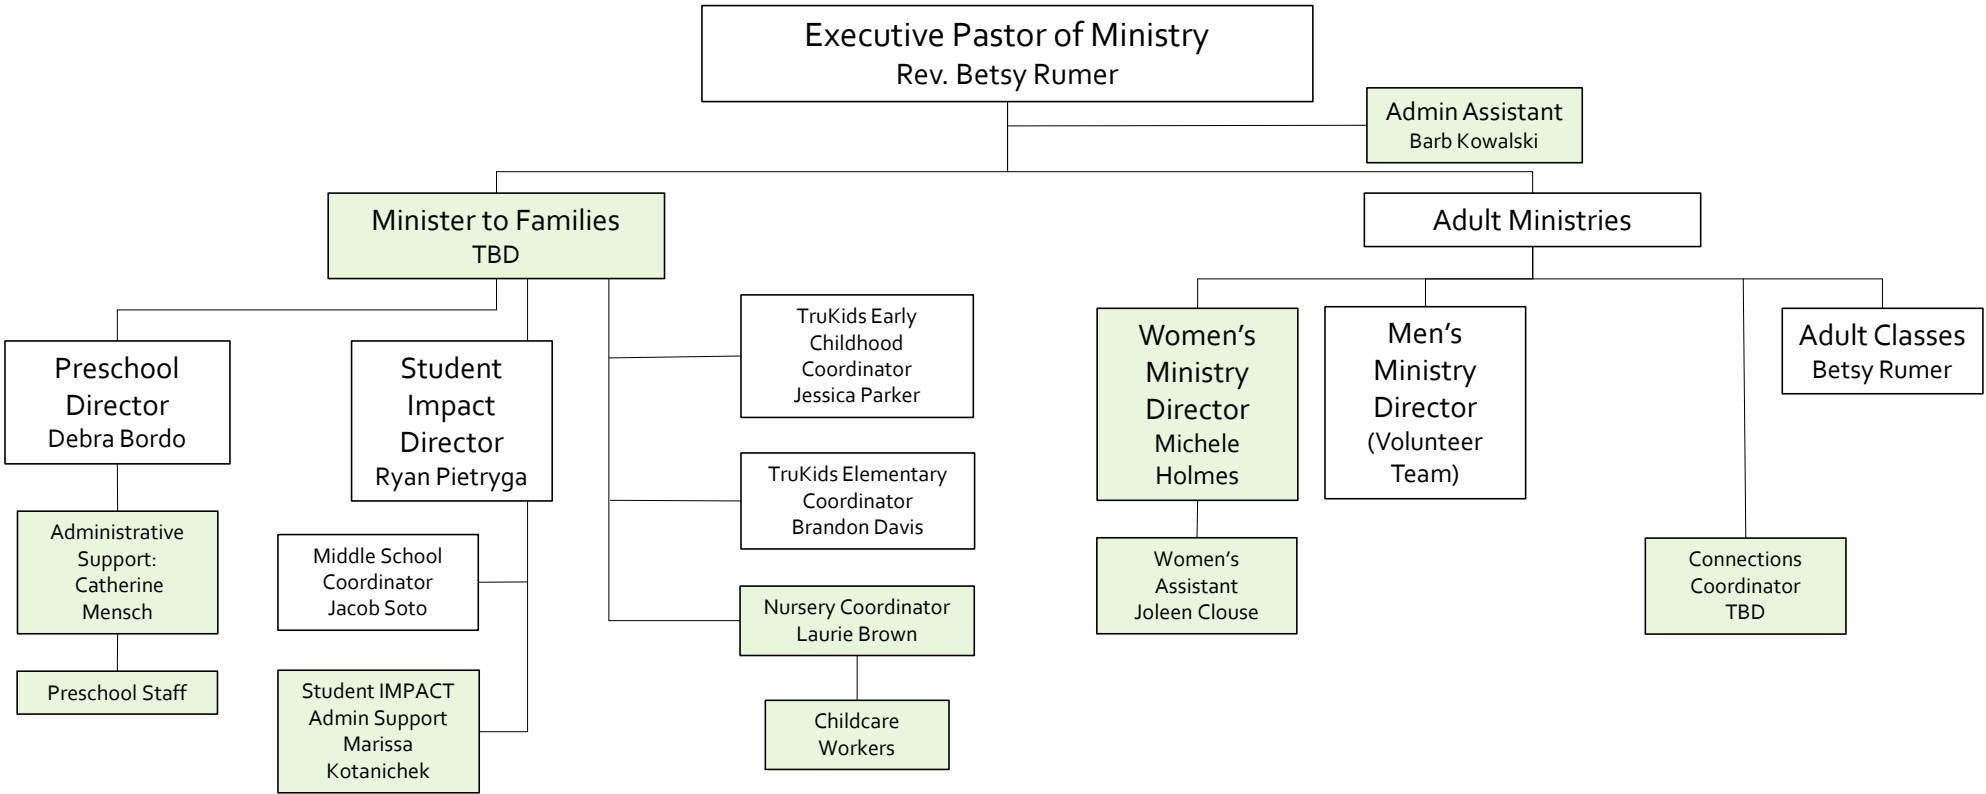 Executive Pastor of Ministry
Rev. Betsy Rumer
Admin Assistant
Barb Kowalski
Minister to Families
TBD
Adult Ministries
Preschool
Director
Debra Bordo
Student
Impact
Director
Ryan Pietryga
TruKids Early
Childhood
Coordinator
Jessica Parker
Women’s
Ministry
Director
Michele
Holmes
Men’s
Ministry
Director
(Volunteer
Team)
Adult Classes
Betsy Rumer
TruKids Elementary
Coordinator
Brandon Davis
Administrative
Support:
Catherine
Mensch
Middle School
Coordinator
Jacob Soto
Nursery Coordinator
Laurie Brown
Women’s
Assistant
Joleen Clouse
Connections
Coordinator
TBD
Preschool Staff
Student IMPACT
Admin Support
Marissa
Kotanichek
Childcare
Workers